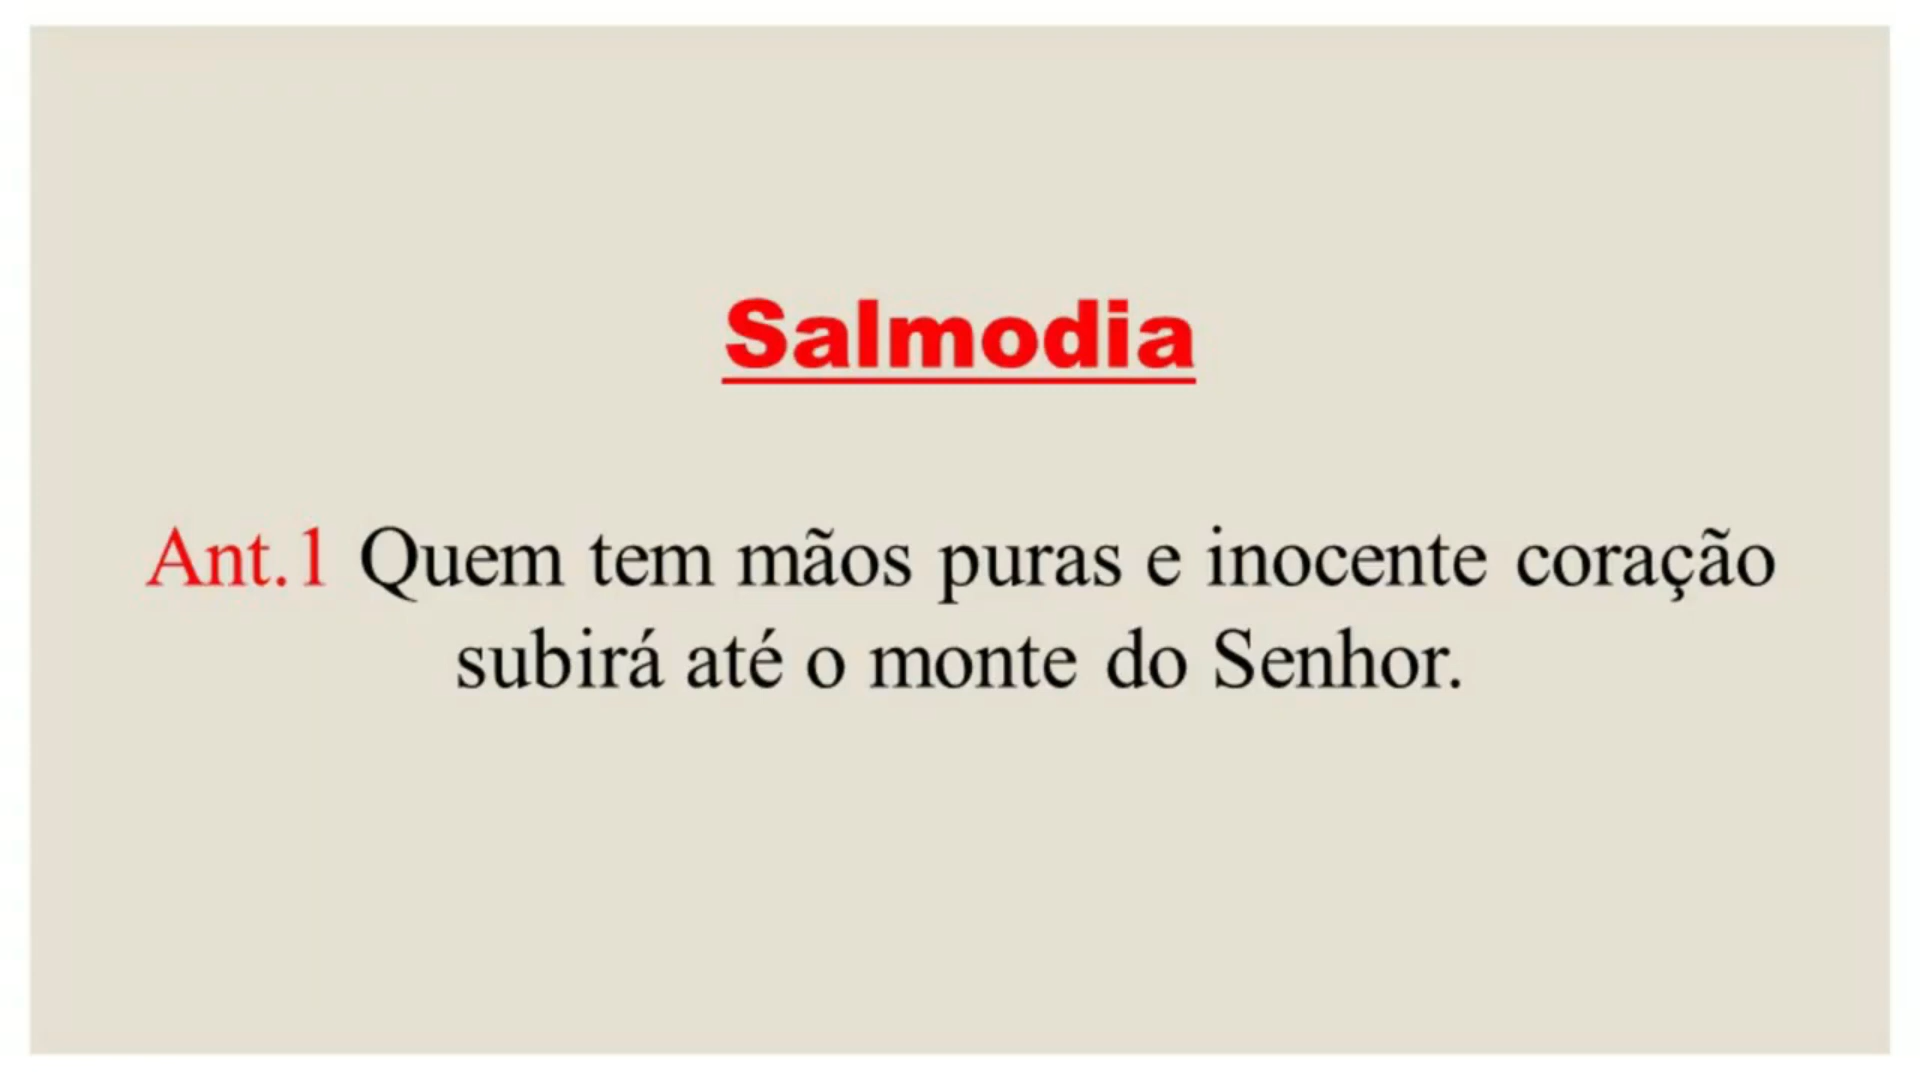 Salmodia
Ant.1 Quem tem mãos puras e inocente coração
subirá até o monte do Senhor.